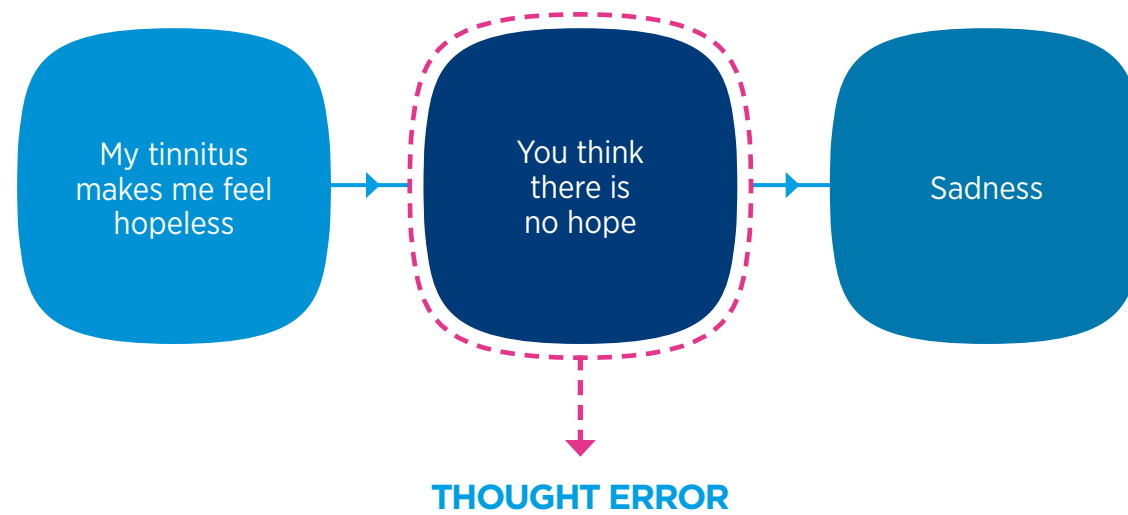 My tinnitus
makes me feel
hopeless
You think
there is
no hope
Sadness
THOUGHT ERROR